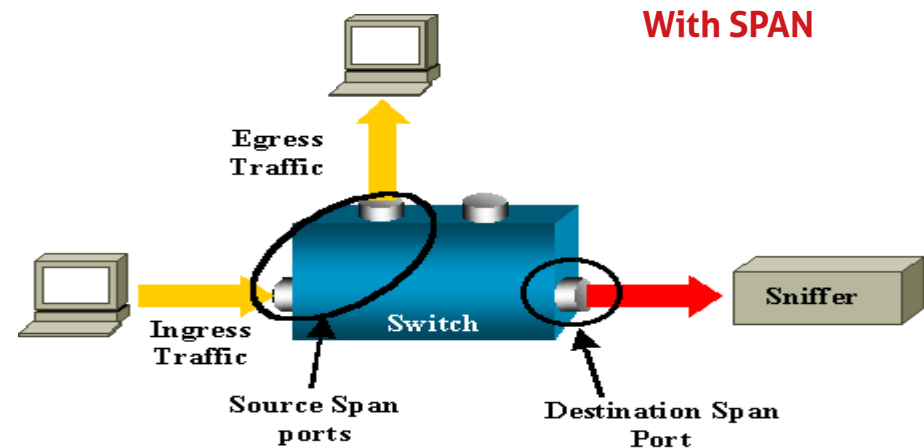 With SPAN
Egress
Traffic
Ingress
Traffic
Switch
Sniffer
Source Span
ports
Destination Span
Port